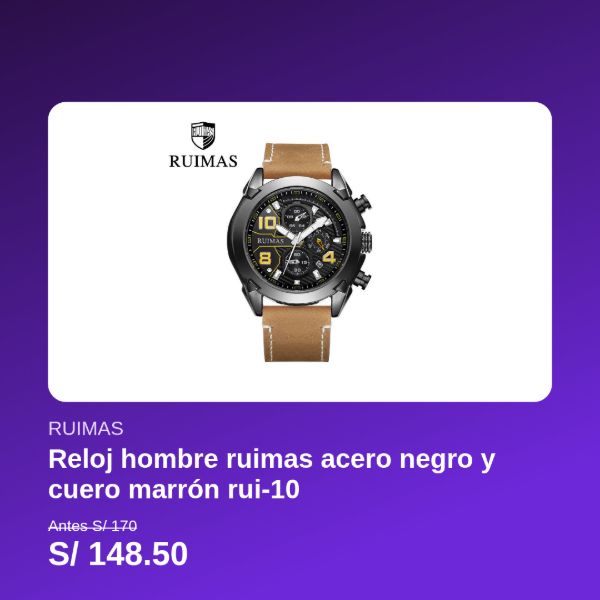 RUIMAS
10
RUIMAS
8
4
RUIMAS
Reloj hombre ruimas acero negro y
cuero marrón rui-10
Antes S/ 170
S/ 148.50